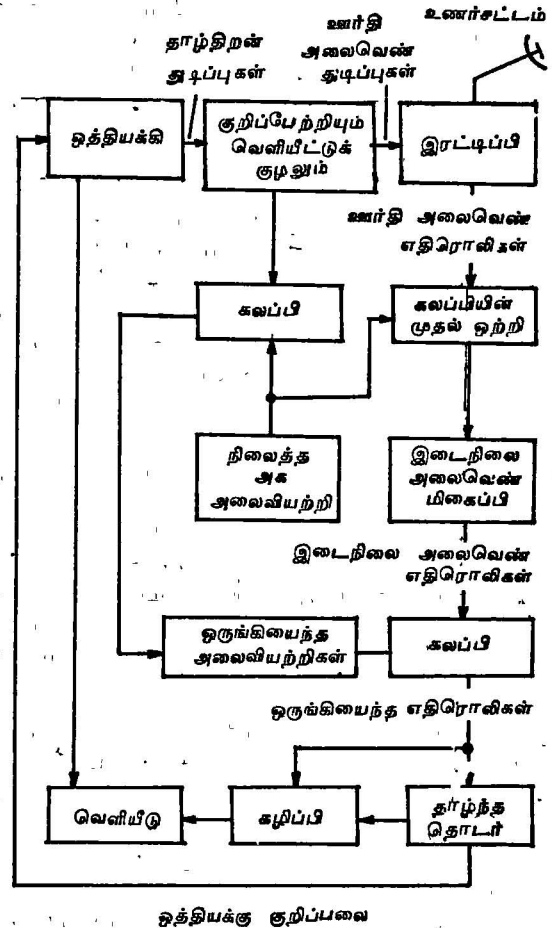 உணர்சட்டம்
தாழ்திறன்
துடிப்புகள்
ஊர்தி
அலைவெண்
துடிப்புகள்
ஒத்தியக்கி
குறிப்பேற்றியும்
வெளியீட்டுக்
குழலும்
இரட்டிப்பி
ஊர்தி அலைவெண்
எதிரொலிகள்
கலப்பி
கலப்பியின்
முதல் ஒற்றி
நிலைத்த
அக
அலைவியற்றி
இடைநிலை
அலைவெண்
மிகைப்பி
இடைநிலை அலைவெண்
எதிரொலிகள்
ஒருங்கியைந்த
அலைவியற்றிகள்
கலப்பி
ஒருங்கியைந்த எதிரொலிகள்
வெளியீடு
கழிப்பி
தாழ்ந்த
தொடர்
ஒத்தியக்கு குறிப்பலை